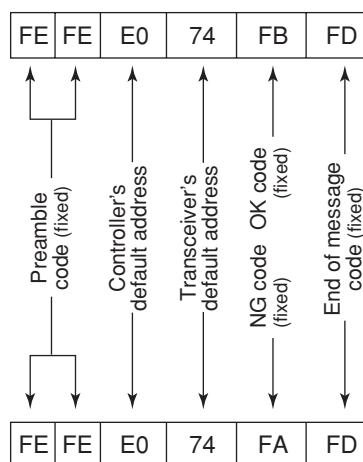 FE FE E0 74 FB FD
Preamble
code (fixed)
Controller's
default address
Transceiver's
default address
OK code
(fixed)
NG code
(fixed)
End of message
code (fixed)
FE FE E0 74 FA FD